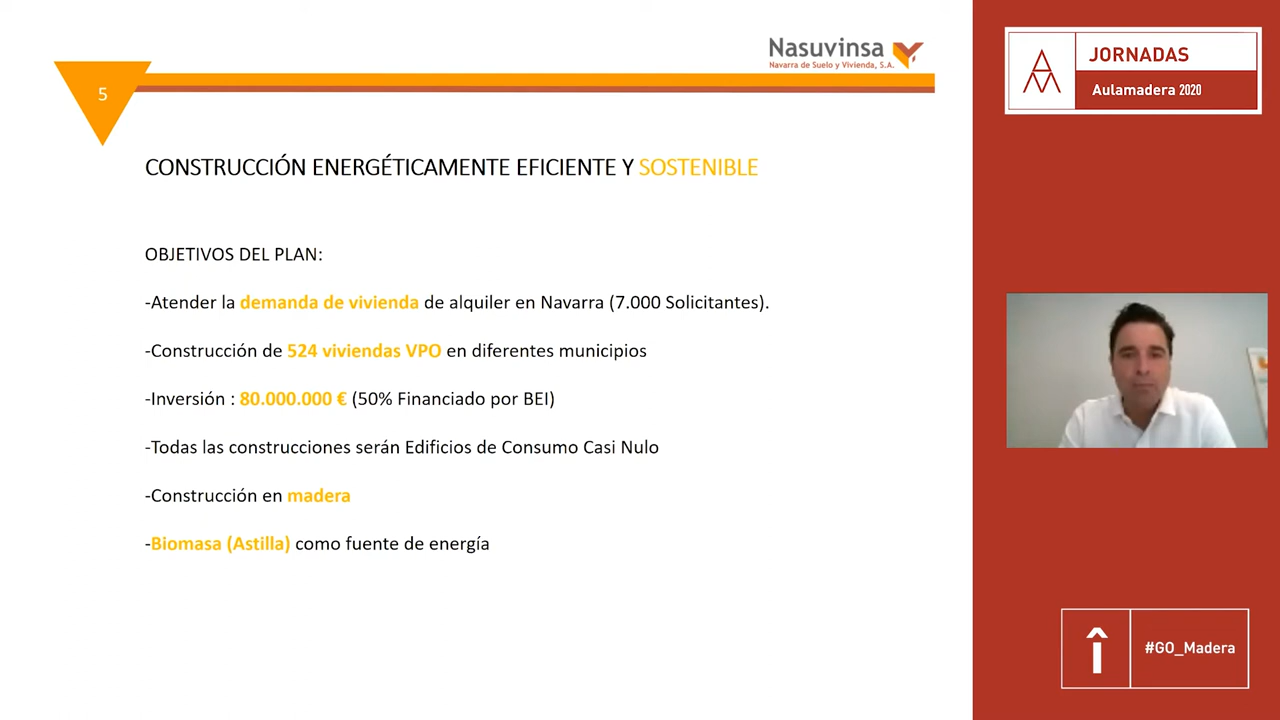 Nasuvinsa
Navarra de Suelo y Vivienda, S.A.
5
CONSTRUCCIÓN ENERGÉTICAMENTE EFICIENTE Y SOSTENIBLE
OBJETIVOS DEL PLAN:
-Atender la demanda de vivienda de alquiler en Navarra (7.000 Solicitantes).
-Construcción de 524 viviendas VPO en diferentes municipios
-Inversión : 80.000.000 € (50% Financiado por BEI)
-Todas las construcciones serán Edificios de Consumo Casi Nulo
-Construcción en madera
-Biomasa (Astilla) como fuente de energía
JORNADAS
Aulamadera 2020
#GO_Madera